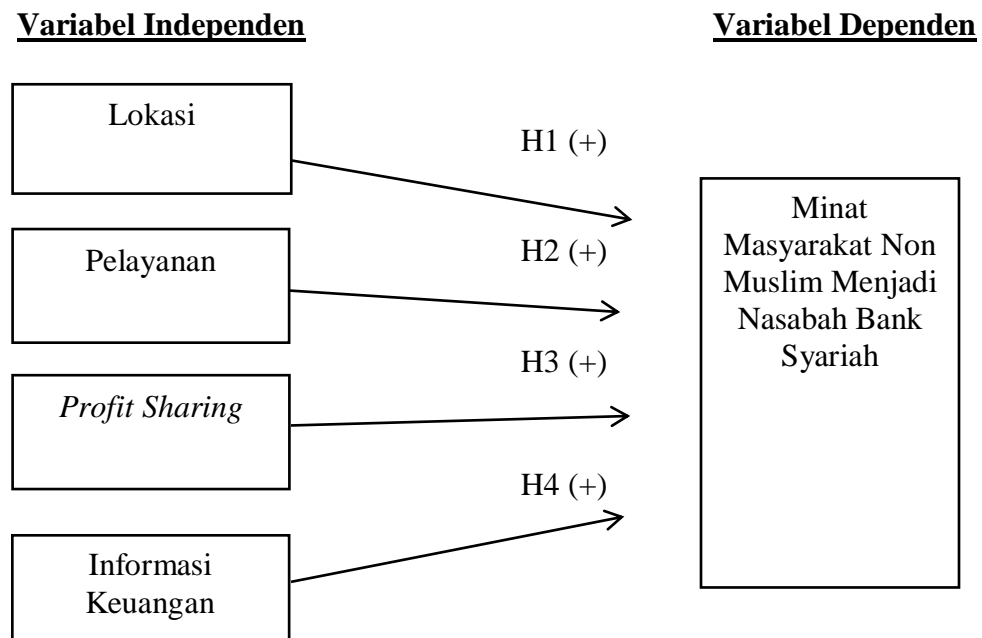 Variabel Independen
Variabel Dependen
Lokasi
H1 (+)
Pelayanan
H2 (+)
Profit Sharing
H3 (+)
Informasi
Keuangan
H4 (+)
Minat
Masyarakat Non
Muslim Menjadi
Nasabah Bank
Syariah